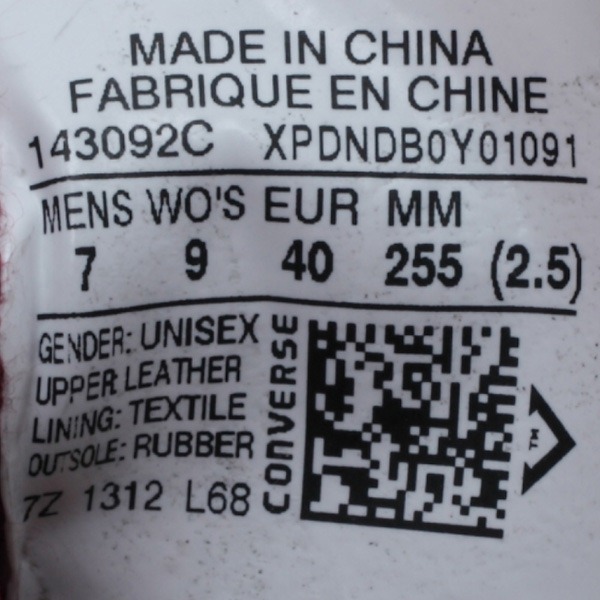 MADE IN CHINA
FABRIQUE EN CHINE
143092C XPDNDB0Y01091
MENS WO'S EUR MM
7 9 40 255 (2.5)
GENDER: UNISEX
UPPER: LEATHER
LINING: TEXTILE
OUTSOLE: RUBBER
7Z 1312 L68
CONVERSE